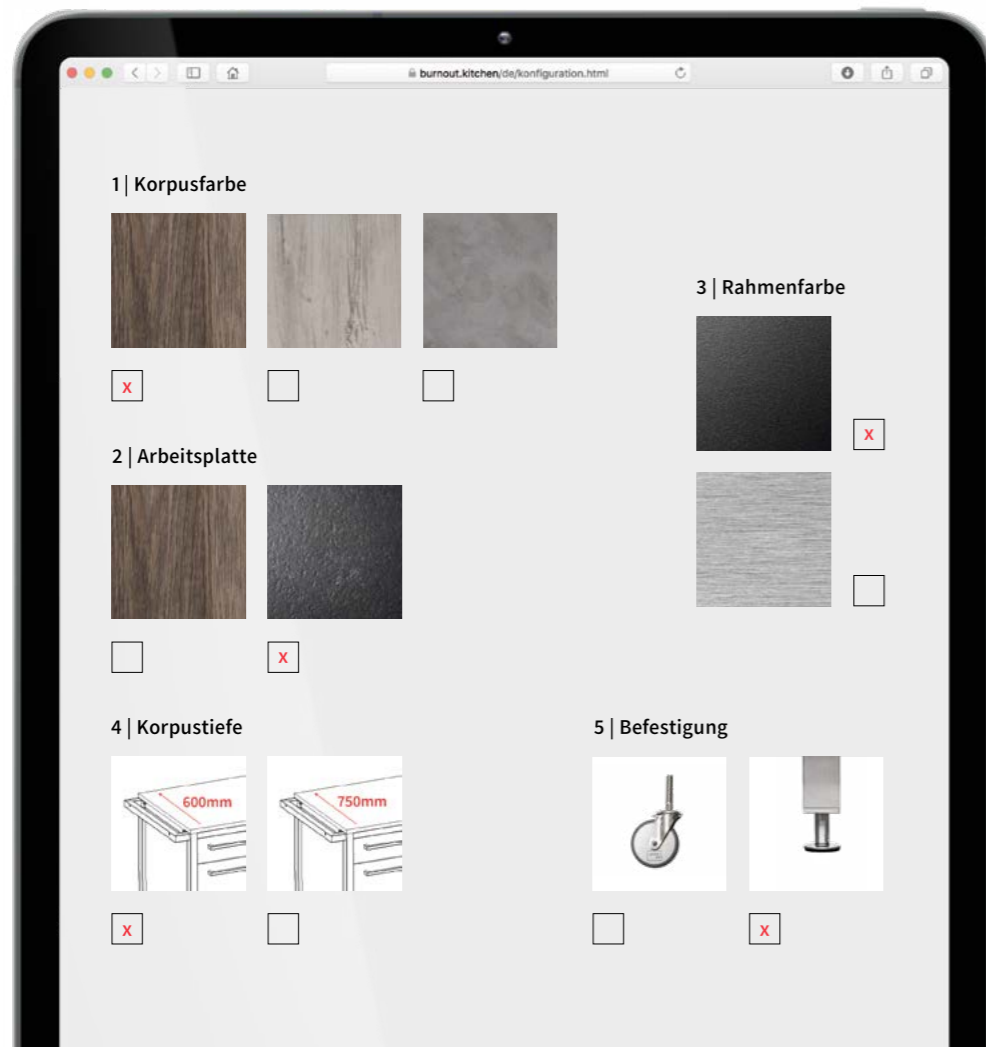 burnout.kitchen/de/konfiguration.html
1 | Korpusfarbe
x
3 | Rahmenfarbe
x
2 | Arbeitsplatte
x
4 | Korpustiefe
600mm
750mm
x
5 | Befestigung
x